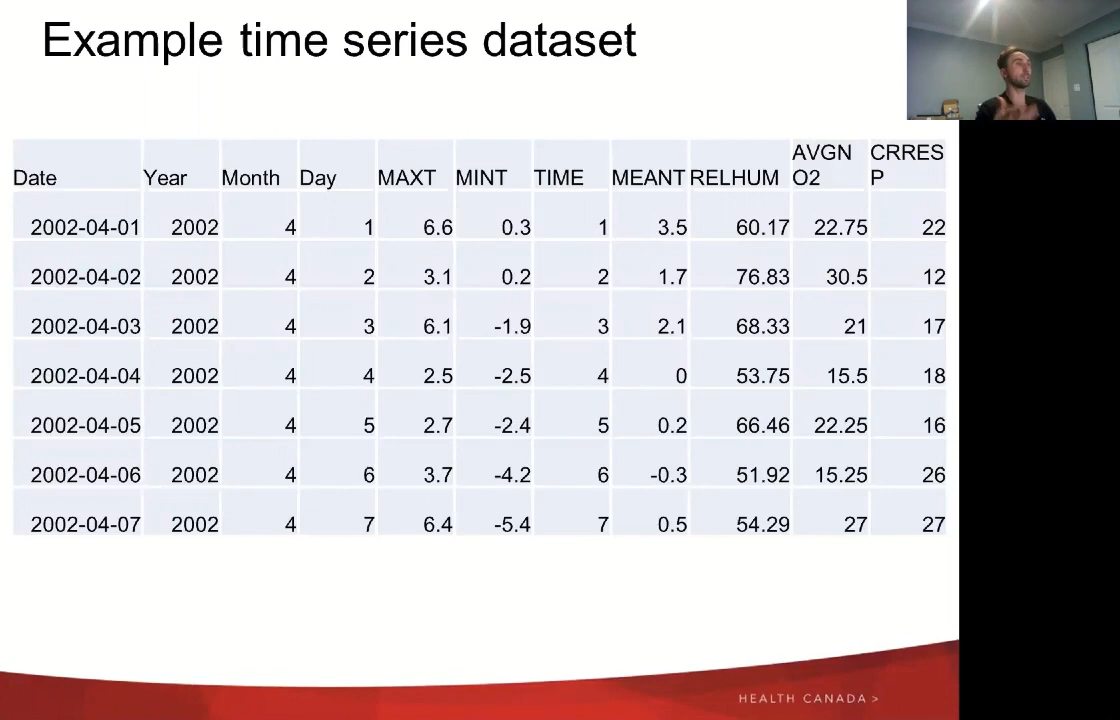 Example time series dataset
Date Year Month Day MAXT MINT TIME MEANT RELHUM AVGN O2 CRRES P
2002-04-01 2002 4 1 6.6 0.3 1 3.5 60.17 22.75 22
2002-04-02 2002 4 2 3.1 0.2 2 1.7 76.83 30.5 12
2002-04-03 2002 4 3 6.1 -1.9 3 2.1 68.33 21 17
2002-04-04 2002 4 4 2.5 -2.5 4 0 53.75 15.5 18
2002-04-05 2002 4 5 2.7 -2.4 5 0.2 66.46 22.25 16
2002-04-06 2002 4 6 3.7 -4.2 6 -0.3 51.92 15.25 26
2002-04-07 2002 4 7 6.4 -5.4 7 0.5 54.29 27 27
HEALTH CANADA >